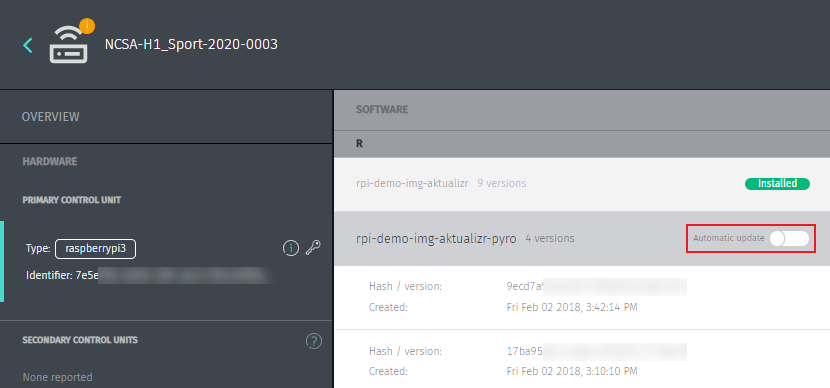 NCSA-H1_Sport-2020-0003
OVERVIEW
HARDWARE
PRIMARY CONTROL UNIT
Type: raspberrypi3
Identifier: 7e5e
SECONDARY CONTROL UNITS
None reported
SOFTWARE
R
rpi-demo-img-aktualizr 9 versions Installed
rpi-demo-img-aktualizr-pyro 4 versions Automatic update
Hash / version: 9ecd7a
Created: Fri Feb 02 2018, 3:42:14 PM
Hash / version: 17ba95
Created: Fri Feb 02 2018, 3:10:10 PM